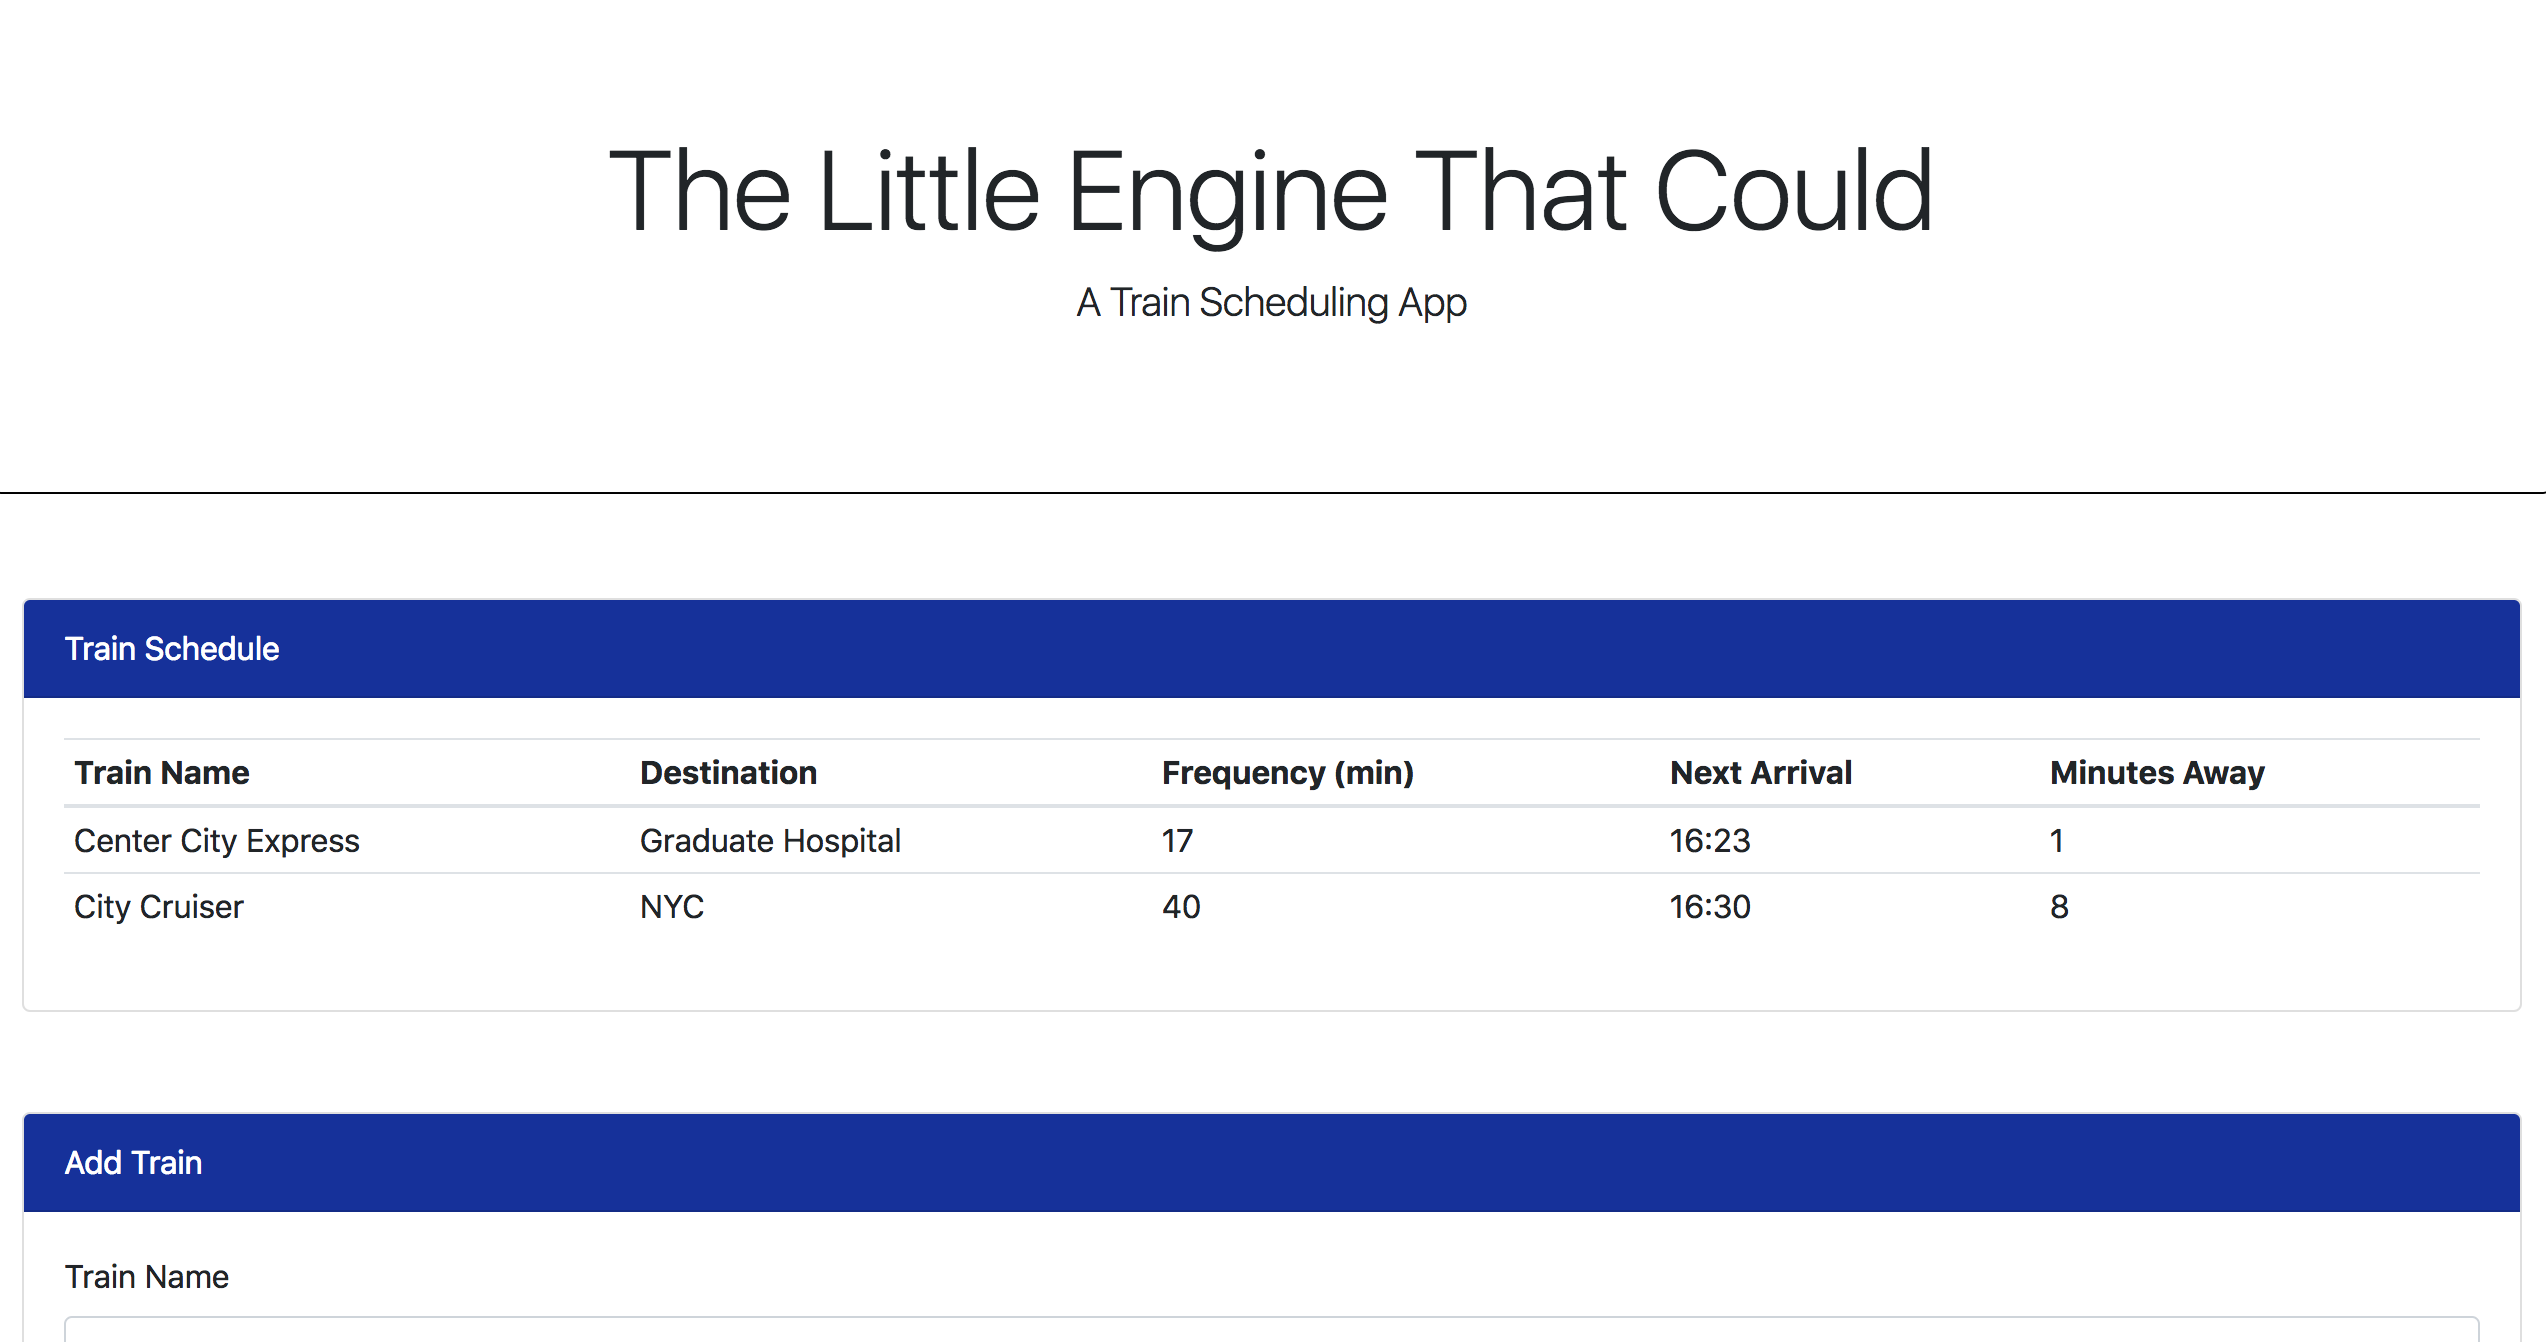 The Little Engine That Could
A Train Scheduling App
Train Schedule
Train Name Destination Frequency (min) Next Arrival Minutes Away
Center City Express Graduate Hospital 17 16:23 1
City Cruiser NYC 40 16:30 8
Add Train
Train Name